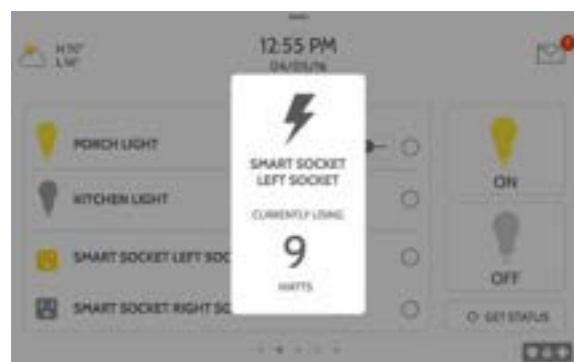 12:55 PM
PORCH LIGHT
KITCHEN LIGHT
SMART SOCKET LEFT SOC
SMART SOCKET RIGHT SC
SMART SOCKET
LEFT SOCKET
CURRENTLY USING
9
WATTS
ON
OFF
GET STATUS